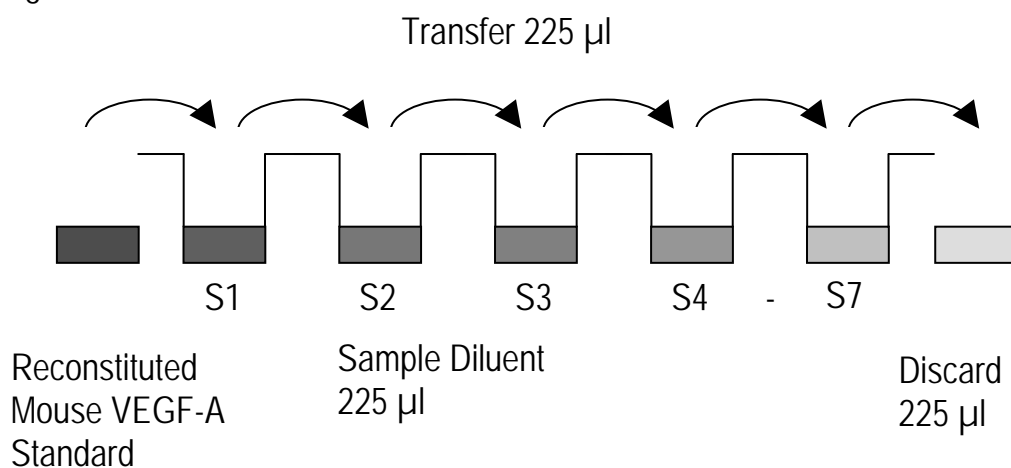 Transfer 225 µl
S1 S2 S3 S4 - S7
Reconstituted
Mouse VEGF-A
Standard
Sample Diluent
225 µl
Discard
225 µl